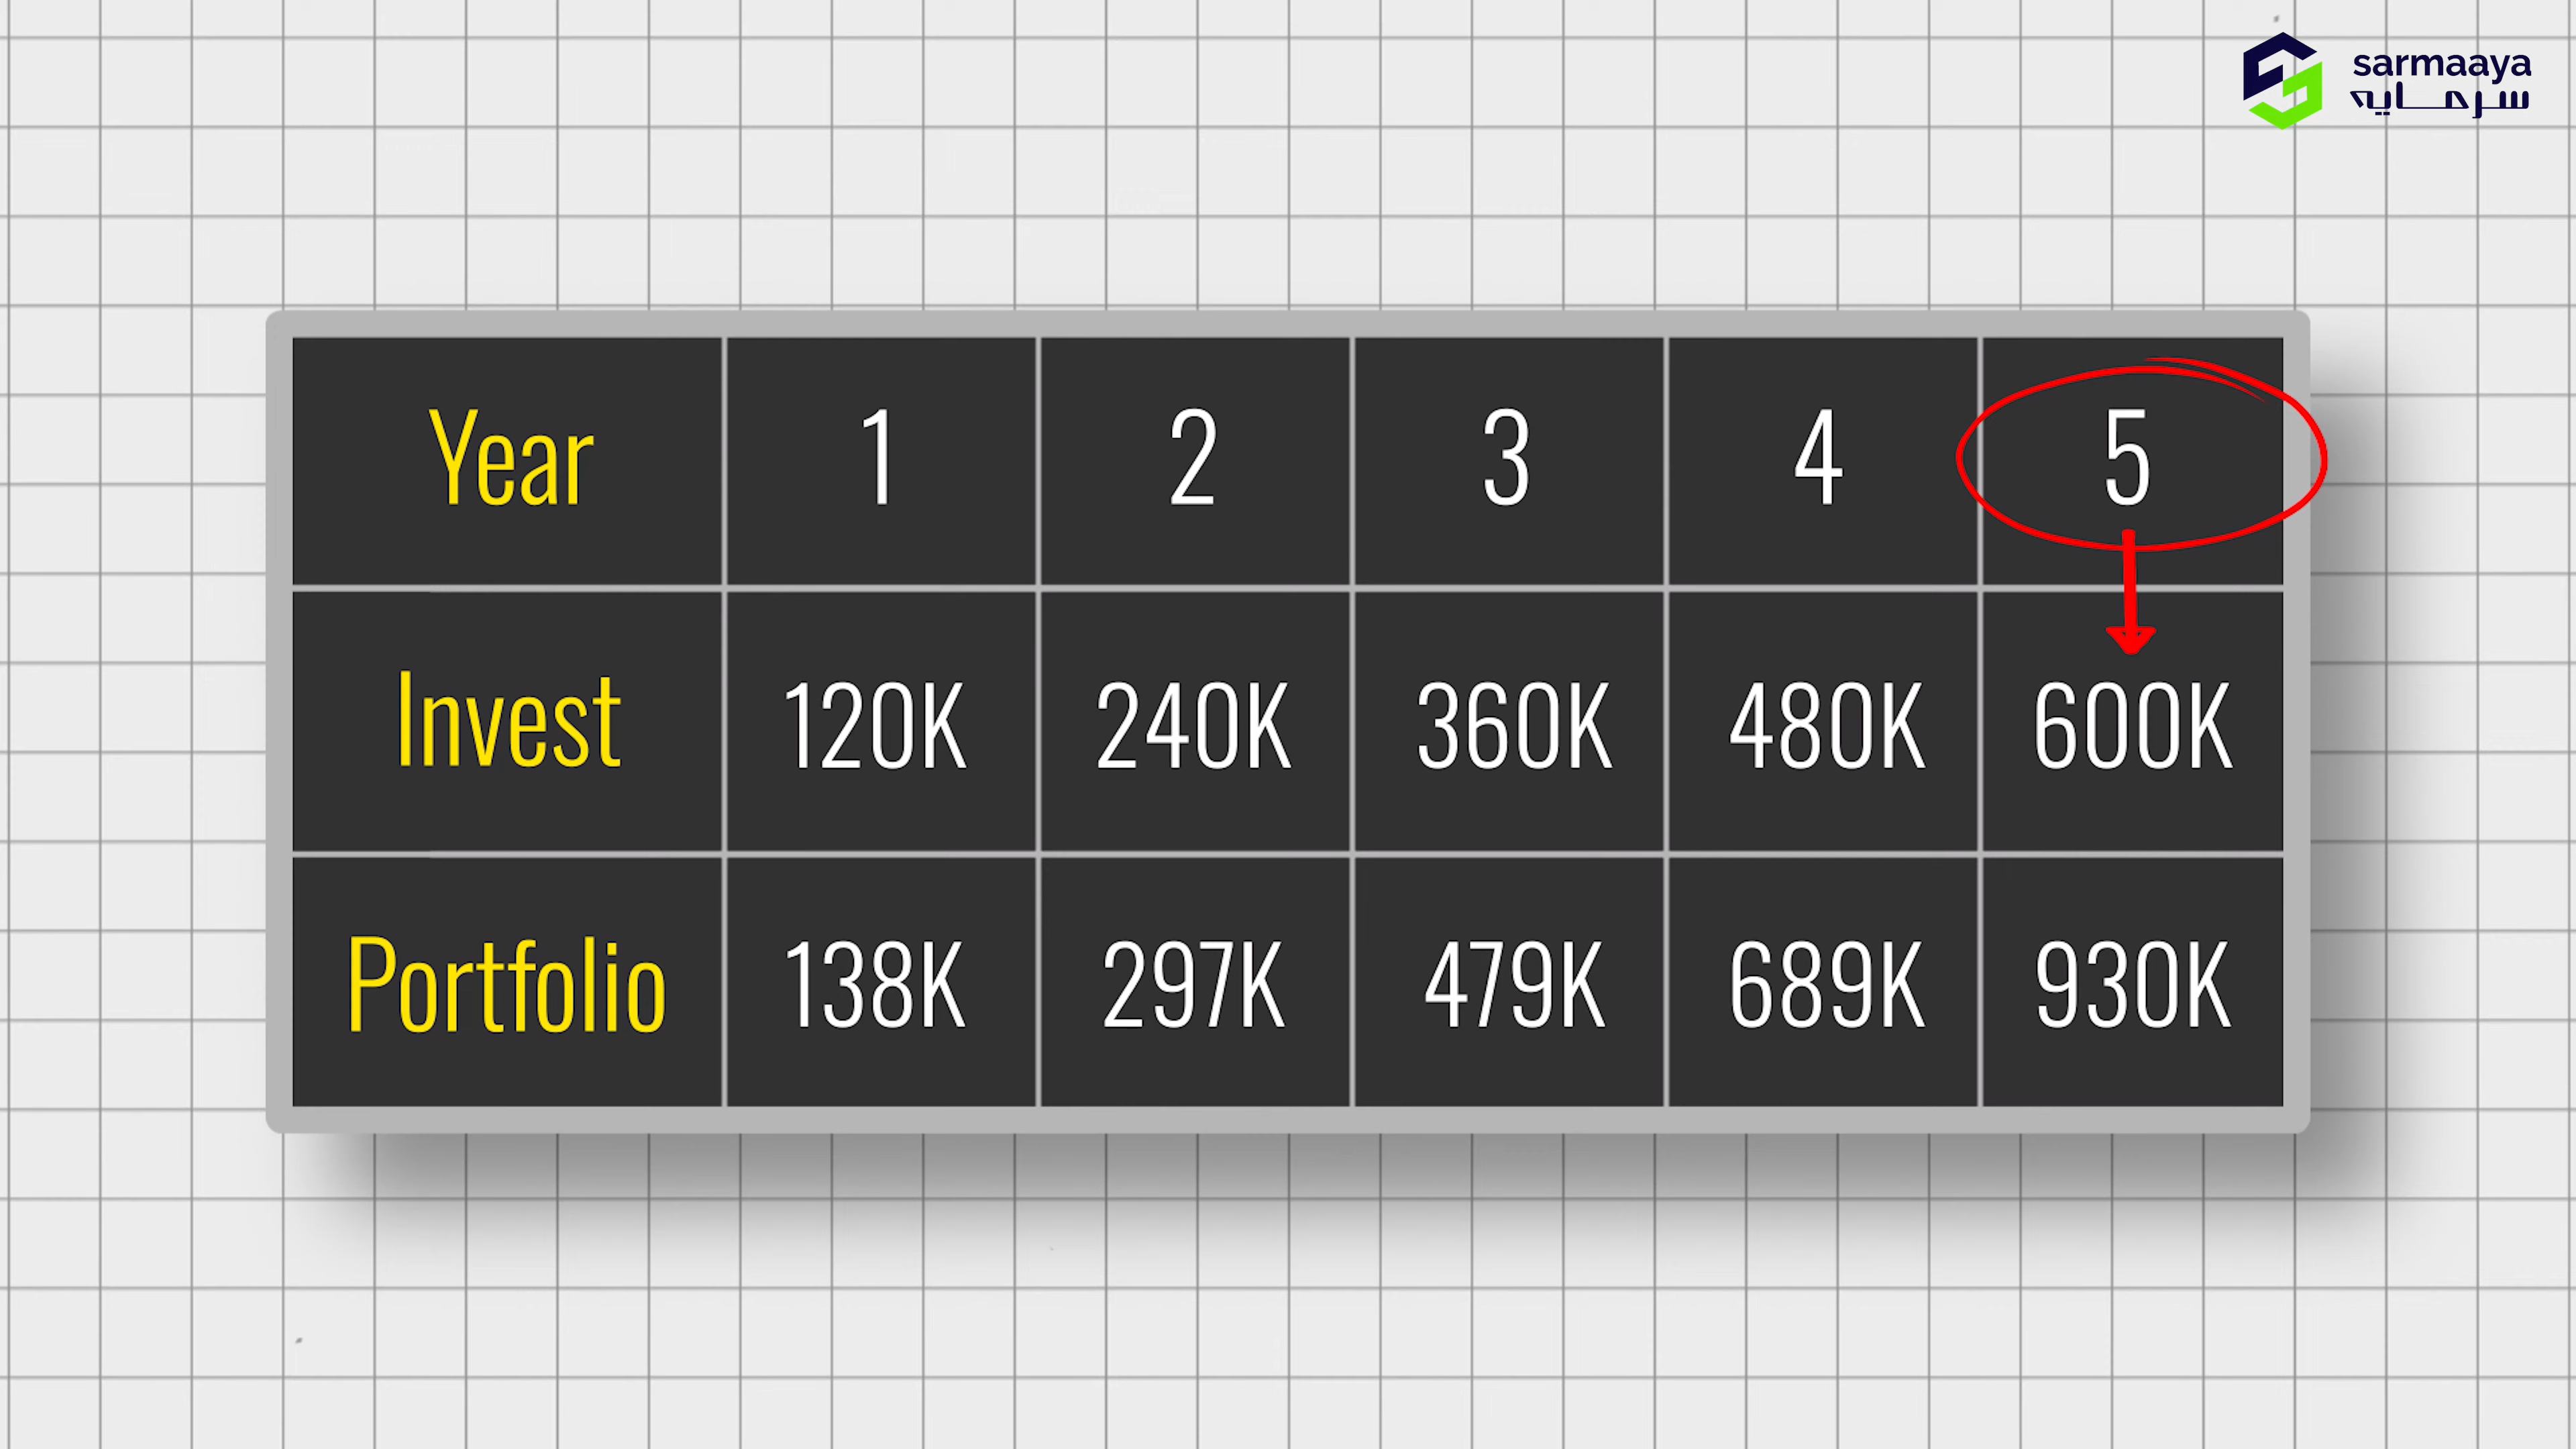 sarmaaya
سرمایہ
Year 1 2 3 4 5
Invest 120K 240K 360K 480K 600K
Portfolio 138K 297K 479K 689K 930K